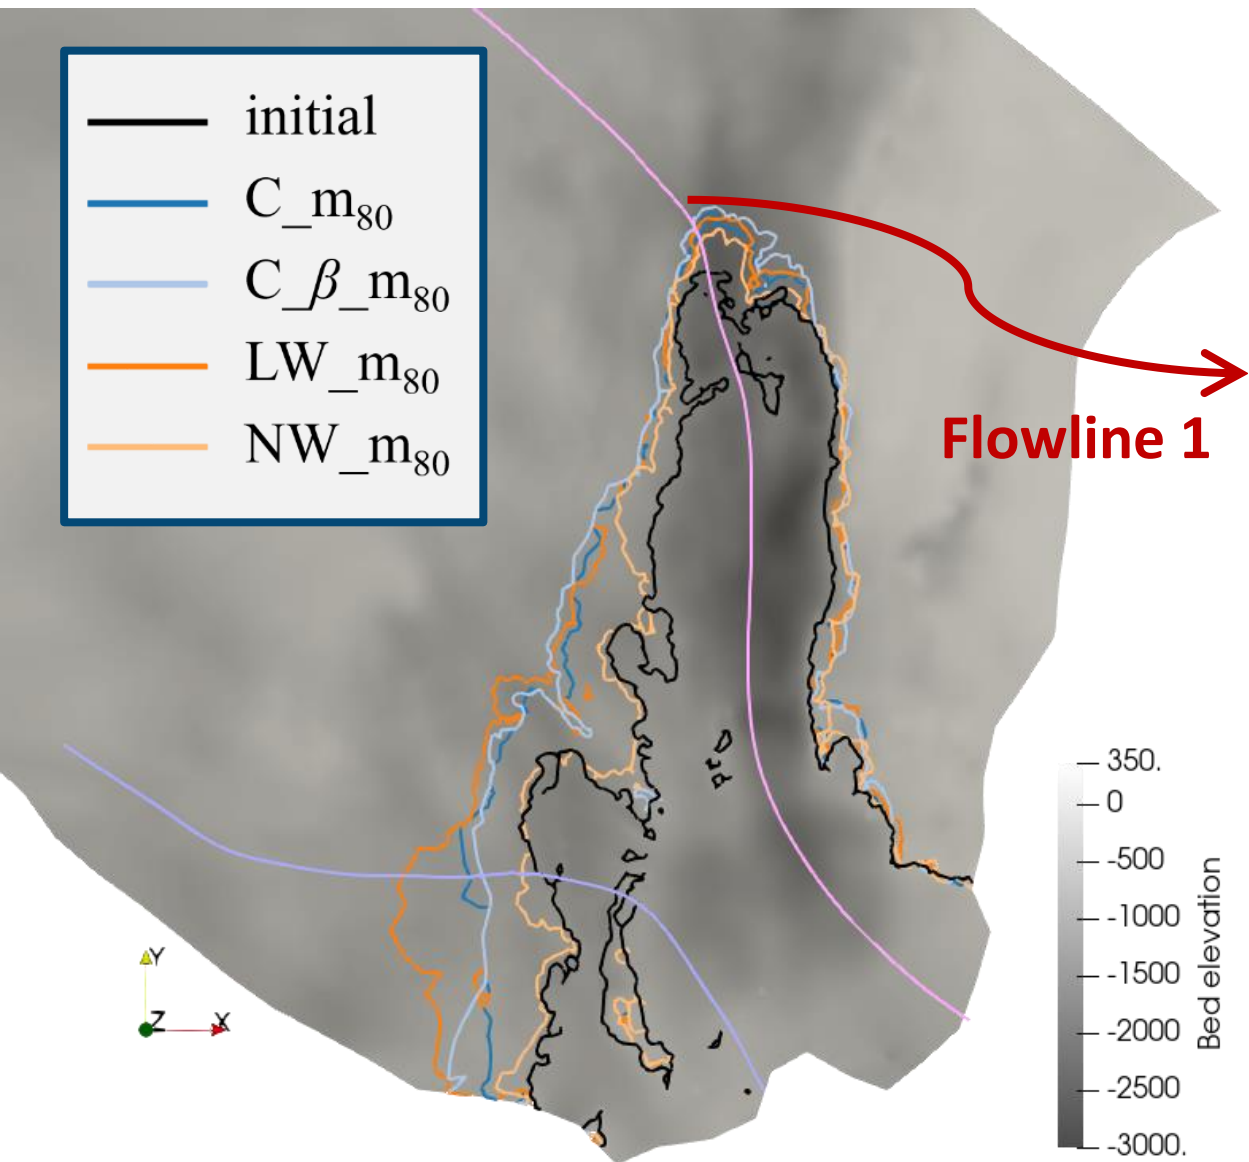 initial
C_m₈₀
C_β_m₈₀
LW_m₈₀
NW_m₈₀
Flowline 1
350.
0
-500
-1000
-1500
-2000
-2500
-3000.
Bed elevation
Y
Z
X